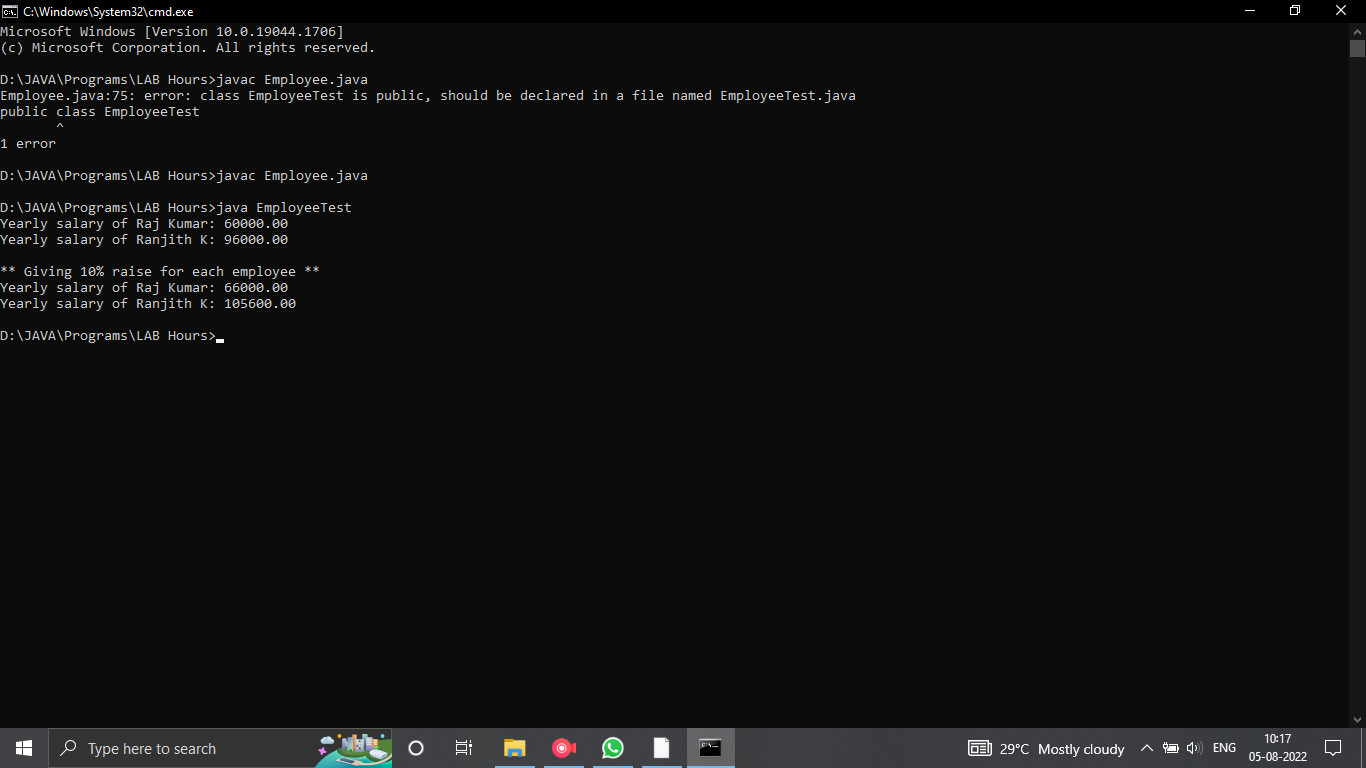 C:\Windows\System32\cmd.exe
Microsoft Windows [Version 10.0.19044.1706]
(c) Microsoft Corporation. All rights reserved.
D:\JAVA\Programs\LAB Hours>javac Employee.java
Employee.java:75: error: class EmployeeTest is public, should be declared in a file named EmployeeTest.java
public class EmployeeTest
^
1 error
D:\JAVA\Programs\LAB Hours>javac Employee.java
D:\JAVA\Programs\LAB Hours>java EmployeeTest
Yearly salary of Raj Kumar: 60000.00
Yearly salary of Ranjith K: 96000.00
** Giving 10% raise for each employee **
Yearly salary of Raj Kumar: 66000.00
Yearly salary of Ranjith K: 105600.00
D:\JAVA\Programs\LAB Hours>
Type here to search
29°C Mostly cloudy
ENG
10:17
05-08-2022